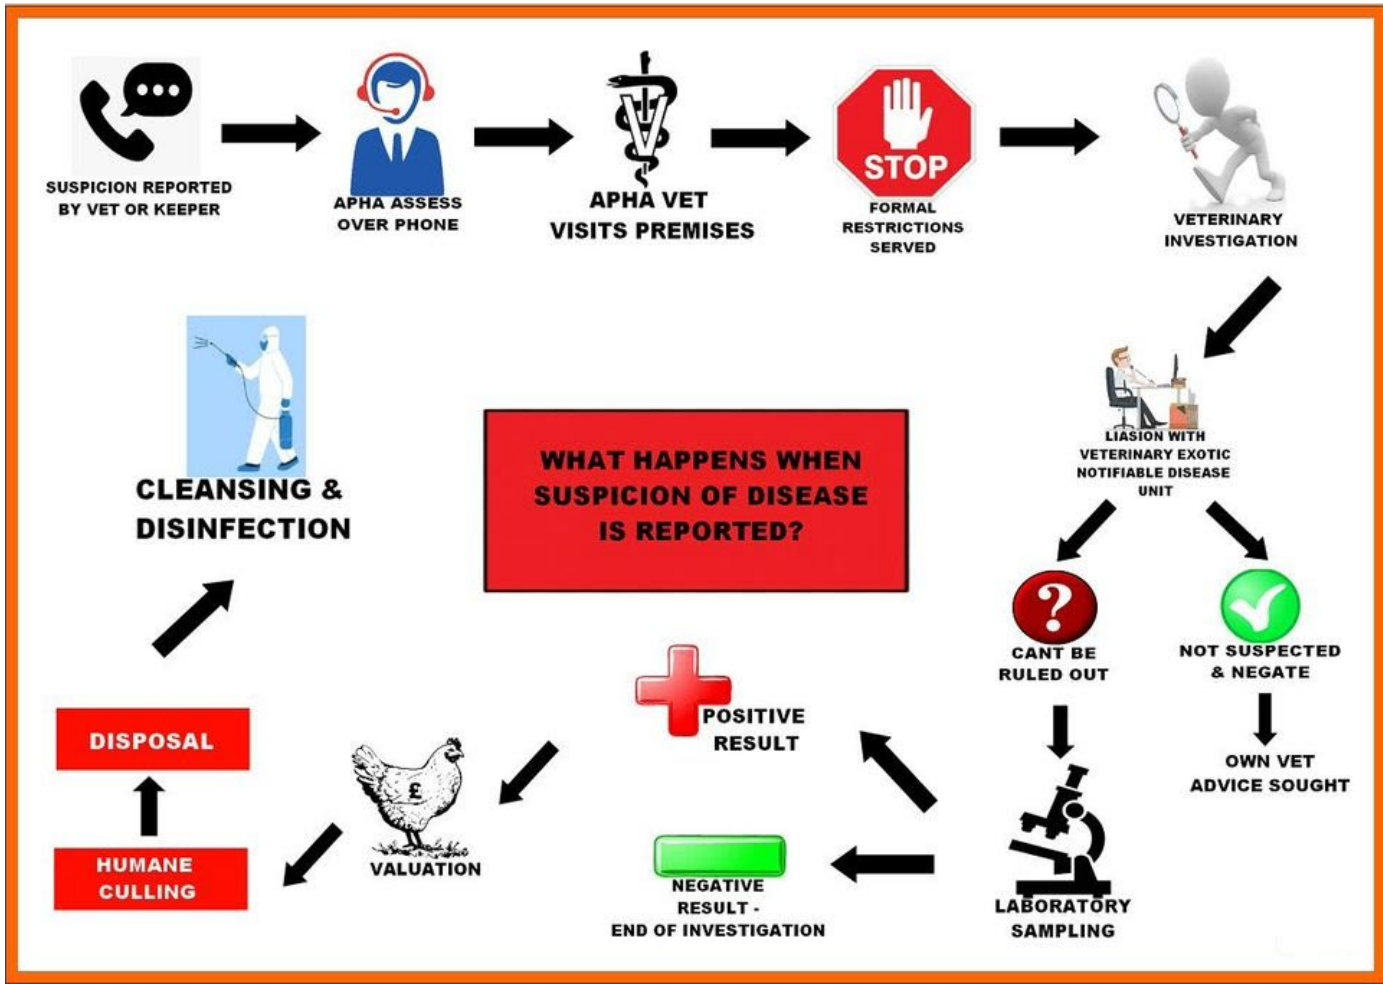 SUSPICION REPORTED
BY VET OR KEEPER
APHA ASSESS
OVER PHONE
V
APHA VET
VISITS PREMISES
STOP
FORMAL
RESTRICTIONS
SERVED
VETERINARY
INVESTIGATION
LIASION WITH
VETERINARY EXOTIC
NOTIFIABLE DISEASE
UNIT
WHAT HAPPENS WHEN
SUSPICION OF DISEASE
IS REPORTED?
CLEANSING &
DISINFECTION
?
CANT BE
RULED OUT
NOT SUSPECTED
& NEGATE
OWN VET
ADVICE SOUGHT
LABORATORY
SAMPLING
POSITIVE
RESULT
NEGATIVE
RESULT -
END OF INVESTIGATION
£
VALUATION
HUMANE
CULLING
DISPOSAL